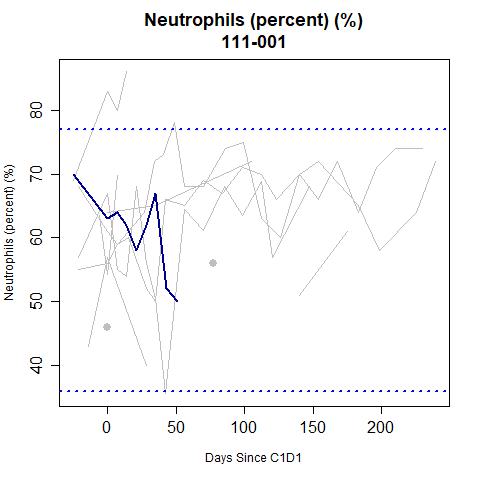 Neutrophils (percent) (%)
111-001
Neutrophils (percent) (%)
80
70
60
50
40
0 50 100 150 200
Days Since C1D1